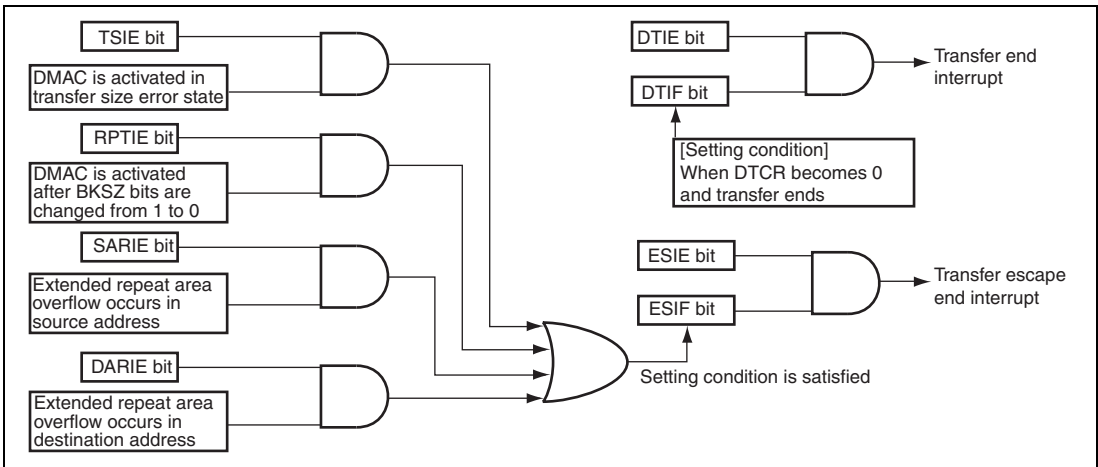 TSIE bit
DMAC is activated in
transfer size error state
RPTIE bit
DMAC is activated
after BKSZ bits are
changed from 1 to 0
SARIE bit
Extended repeat area
overflow occurs in
source address
DARIE bit
Extended repeat area
overflow occurs in
destination address
DTIE bit
DTIF bit
Transfer end
interrupt
[Setting condition]
When DTCR becomes 0
and transfer ends
ESIE bit
ESIF bit
Transfer escape
end interrupt
Setting condition is satisfied